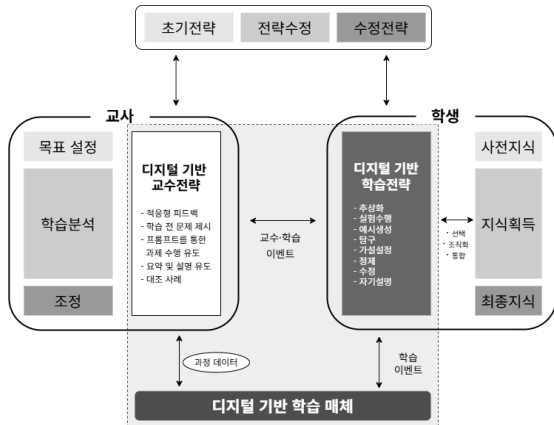 초기전략
전략수정
수정전략
교사
학생
목표 설정
학습분석
조정
디지털 기반
교수전략
- 적응형 피드백
- 학습 전 문제 제시
- 프롬프트를 통한
과제 수행 유도
- 요약 및 설명 유도
- 대조 사례
교수·학습
이벤트
디지털 기반
학습전략
- 추상화
- 실험수행
- 예시생성
- 탐구
- 가설설정
- 정제
- 수정
- 자기설명
• 선택
• 조직화
• 통합
사전지식
지식획득
최종지식
과정 데이터
학습
이벤트
디지털 기반 학습 매체